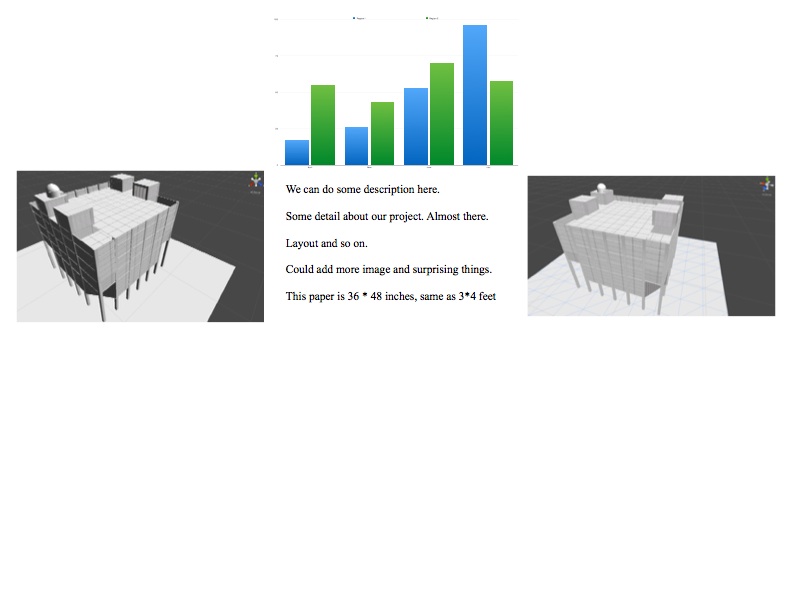 We can do some description here.
Some detail about our project. Almost there.
Layout and so on.
Could add more image and surprising things.
This paper is 36 * 48 inches, same as 3*4 feet